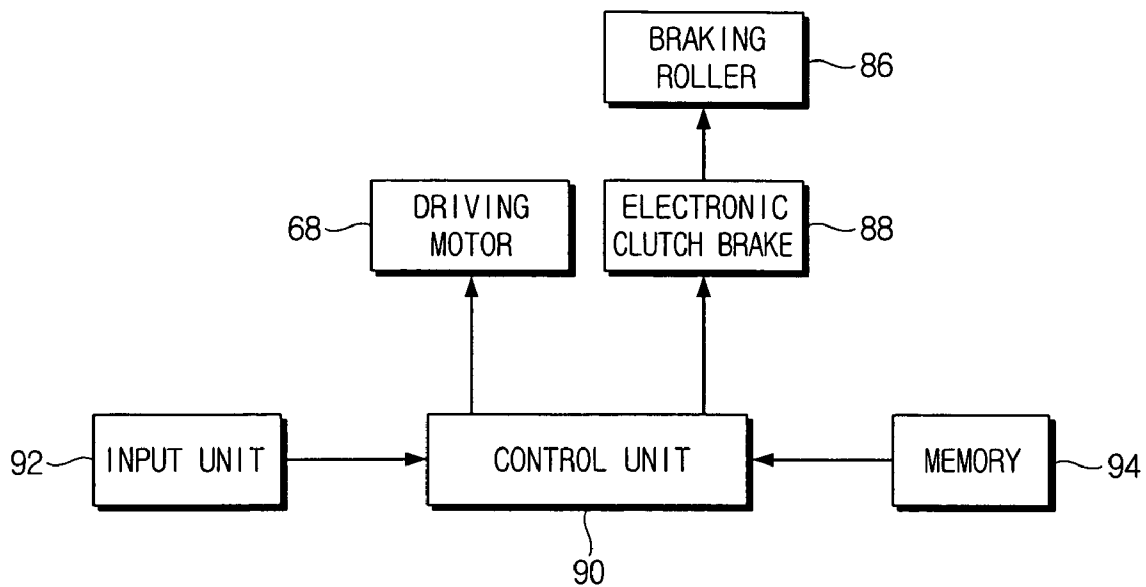 BRAKING
ROLLER
86
DRIVING
MOTOR
68
ELECTRONIC
CLUTCH BRAKE
88
92
INPUT UNIT
CONTROL UNIT
MEMORY
94
90